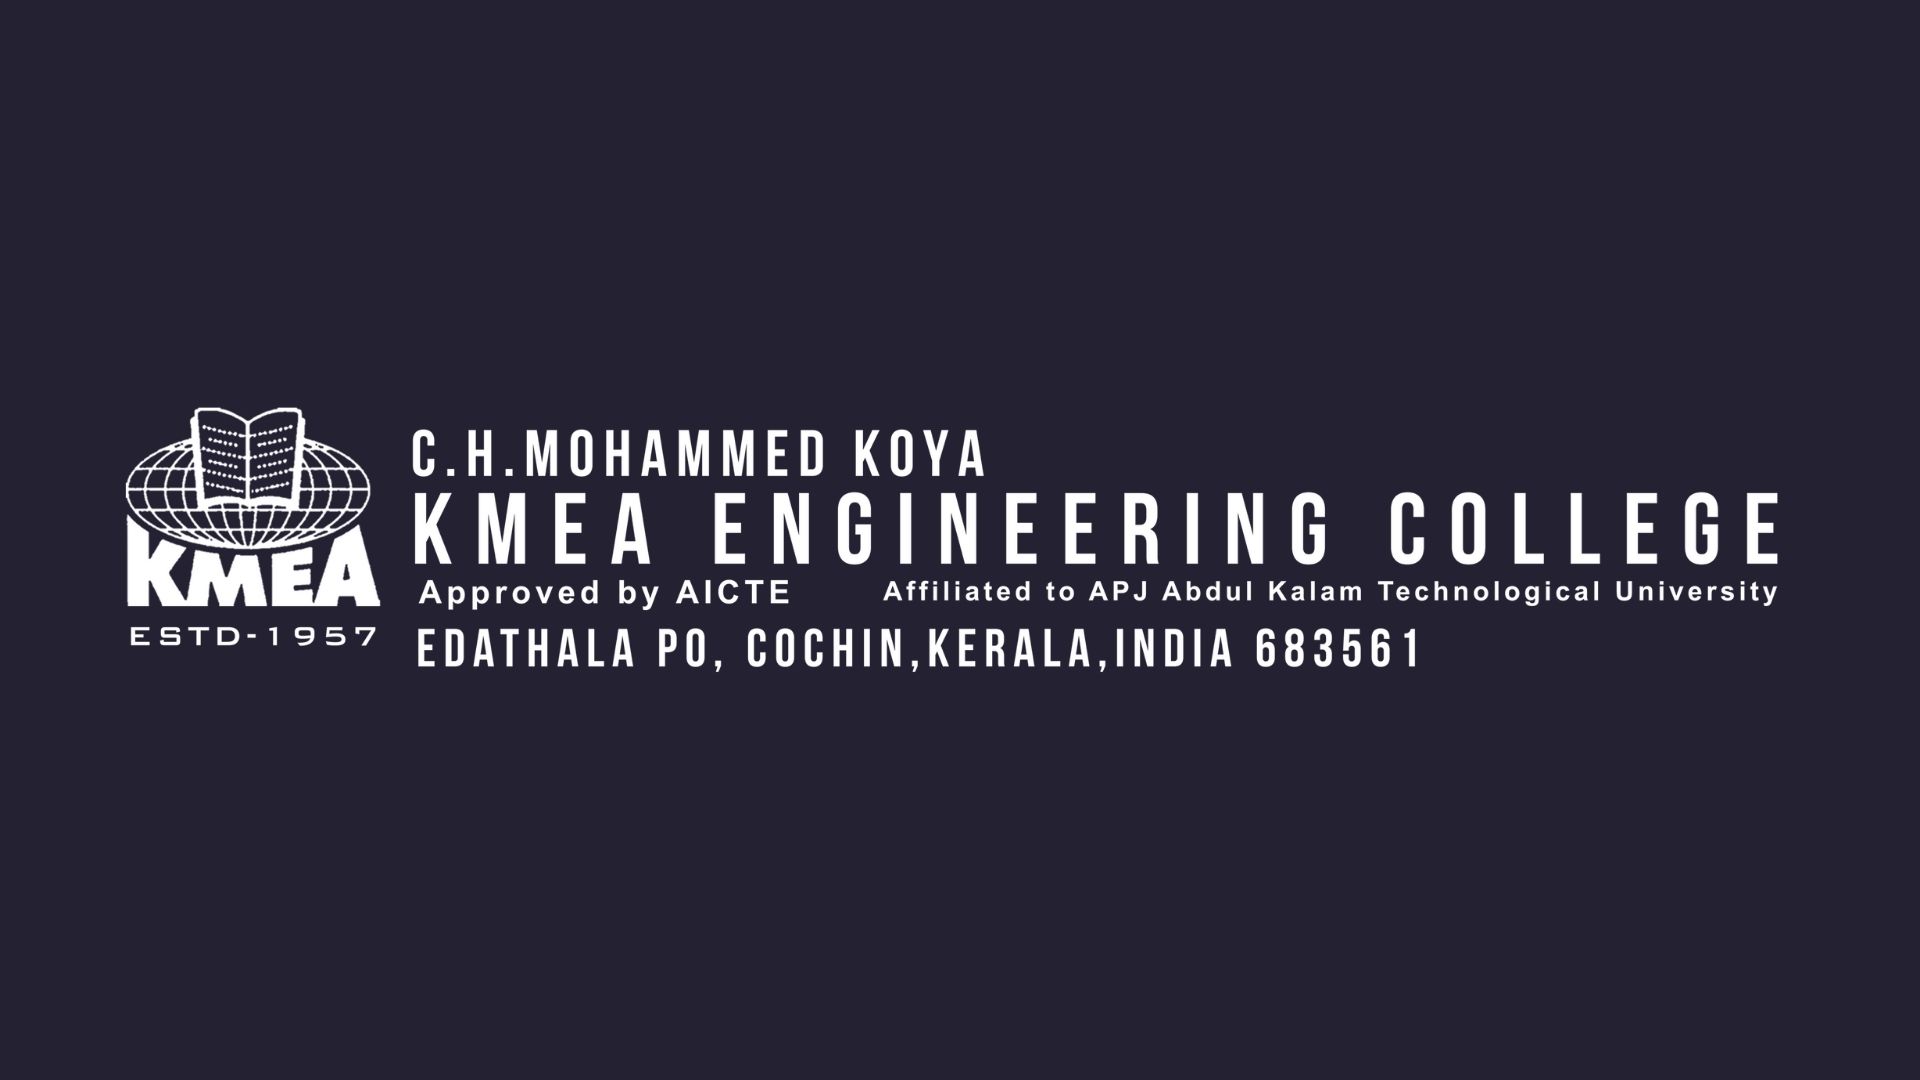 KMEA
ESTD-1957
C.H.MOHAMMED KOYA
KMEA ENGINEERING COLLEGE
Approved by AICTE Affiliated to APJ Abdul Kalam Technological University
EDATHALA PO, COCHIN,KERALA,INDIA 683561